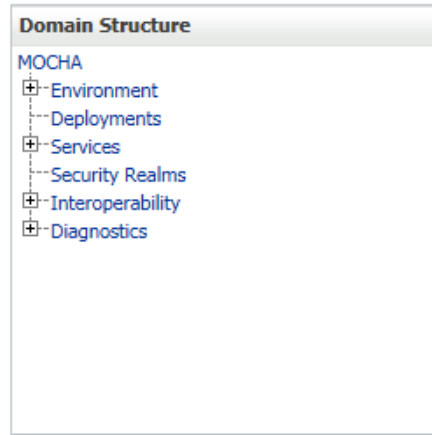 Domain Structure
MOCHA
Environment
Deployments
Services
Security Realms
Interoperability
Diagnostics